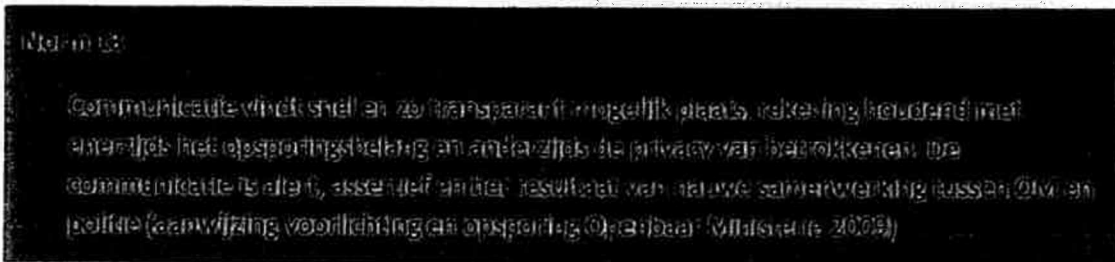 Norm 13
Communicatie vindt snel en zo transparant mogelijk plaats, rekening houdend met
enerzijds het opsporingsbelang en anderzijds de privacy van betrokkenen. De
communicatie is alert, assertief en het resultaat van nauwe samenwerking tussen OM en
politie (aanwijzing voorlichting en opsporing Openbaar Ministerie 2009)